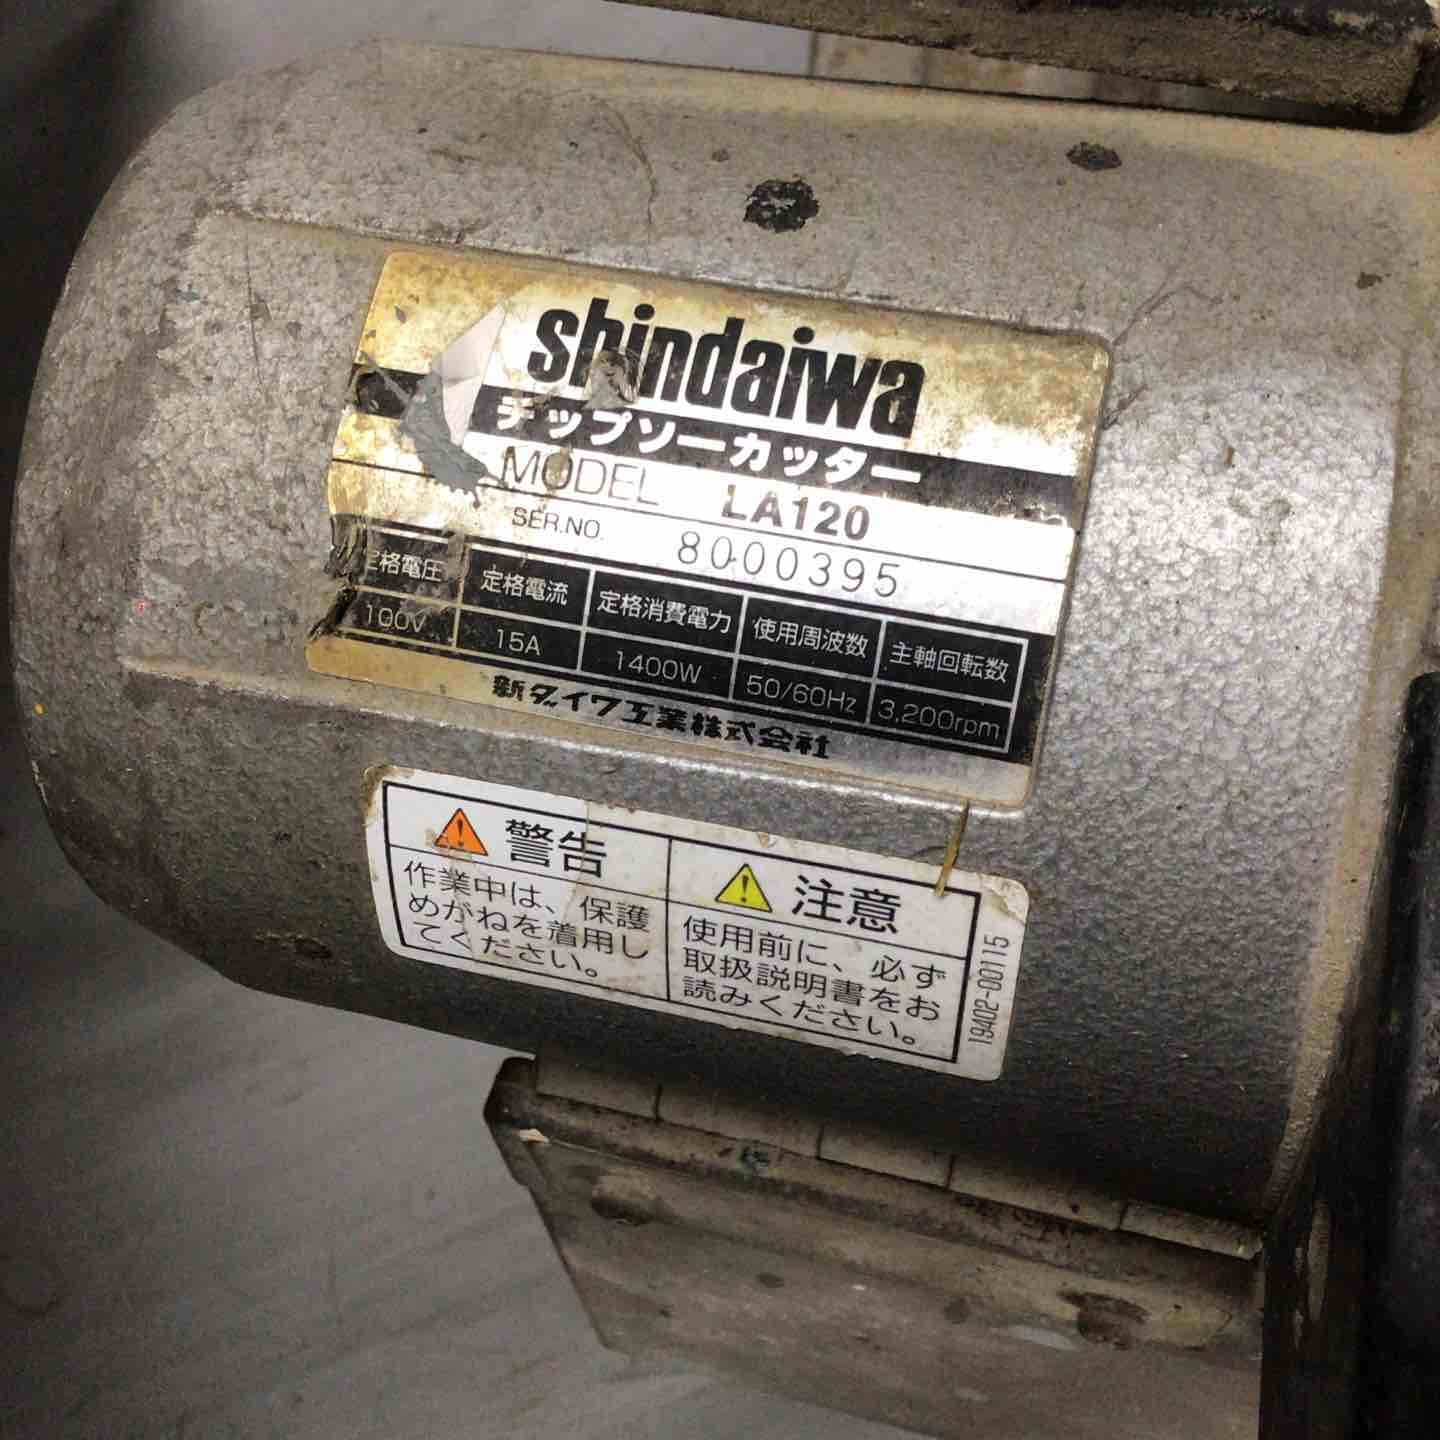 shindaiwa
チップソーカッター
MODEL LA120
SER.NO. 8000395
定格電圧 定格電流 定格消費電力 使用周波数 主軸回転数
100V 15A 1400W 50/60Hz 3,200rpm
新ダイワ工業株式会社
警告
作業中は、保護
めがねを着用し
てください。
注意
使用前に、必ず
取扱説明書をお
読みください。
19402-00115